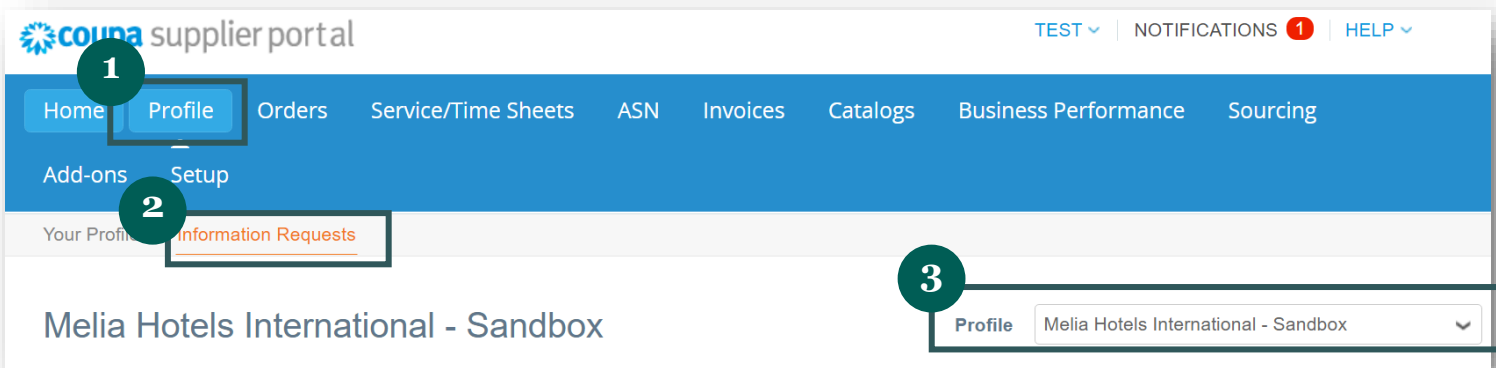 coupa supplier portal
TEST NOTIFICATIONS 1 HELP
1
Home Profile Orders Service/Time Sheets ASN Invoices Catalogs Business Performance Sourcing
Add-ons Setup
2
Your Profile Information Requests
3
Melia Hotels International - Sandbox
Profile Melia Hotels International - Sandbox